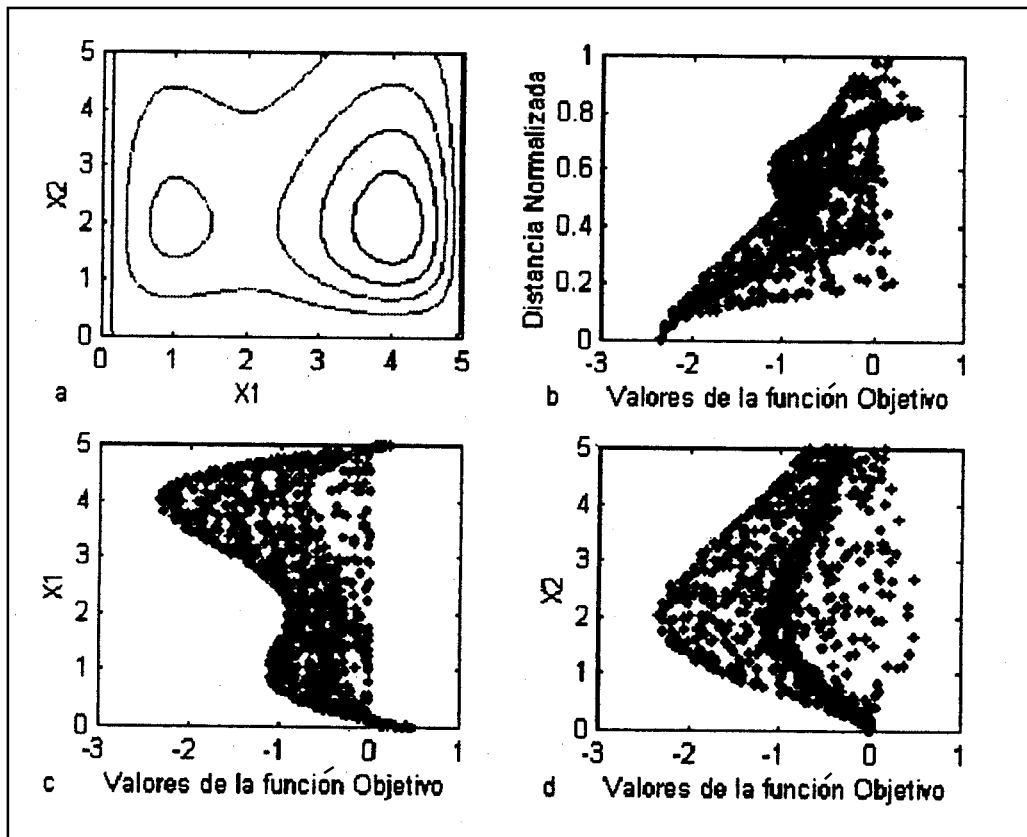 5
4
3
2
1
0
X2
0 1 2 3 4 5
a X1
1
0.8
0.6
0.4
0.2
0
Distancia Normalizada
-3 -2 -1 0 1
b Valores de la función Objetivo
5
4
3
2
1
0
X1
-3 -2 -1 0 1
c Valores de la función Objetivo
5
4
3
2
1
0
X2
-3 -2 -1 0 1
d Valores de la función Objetivo